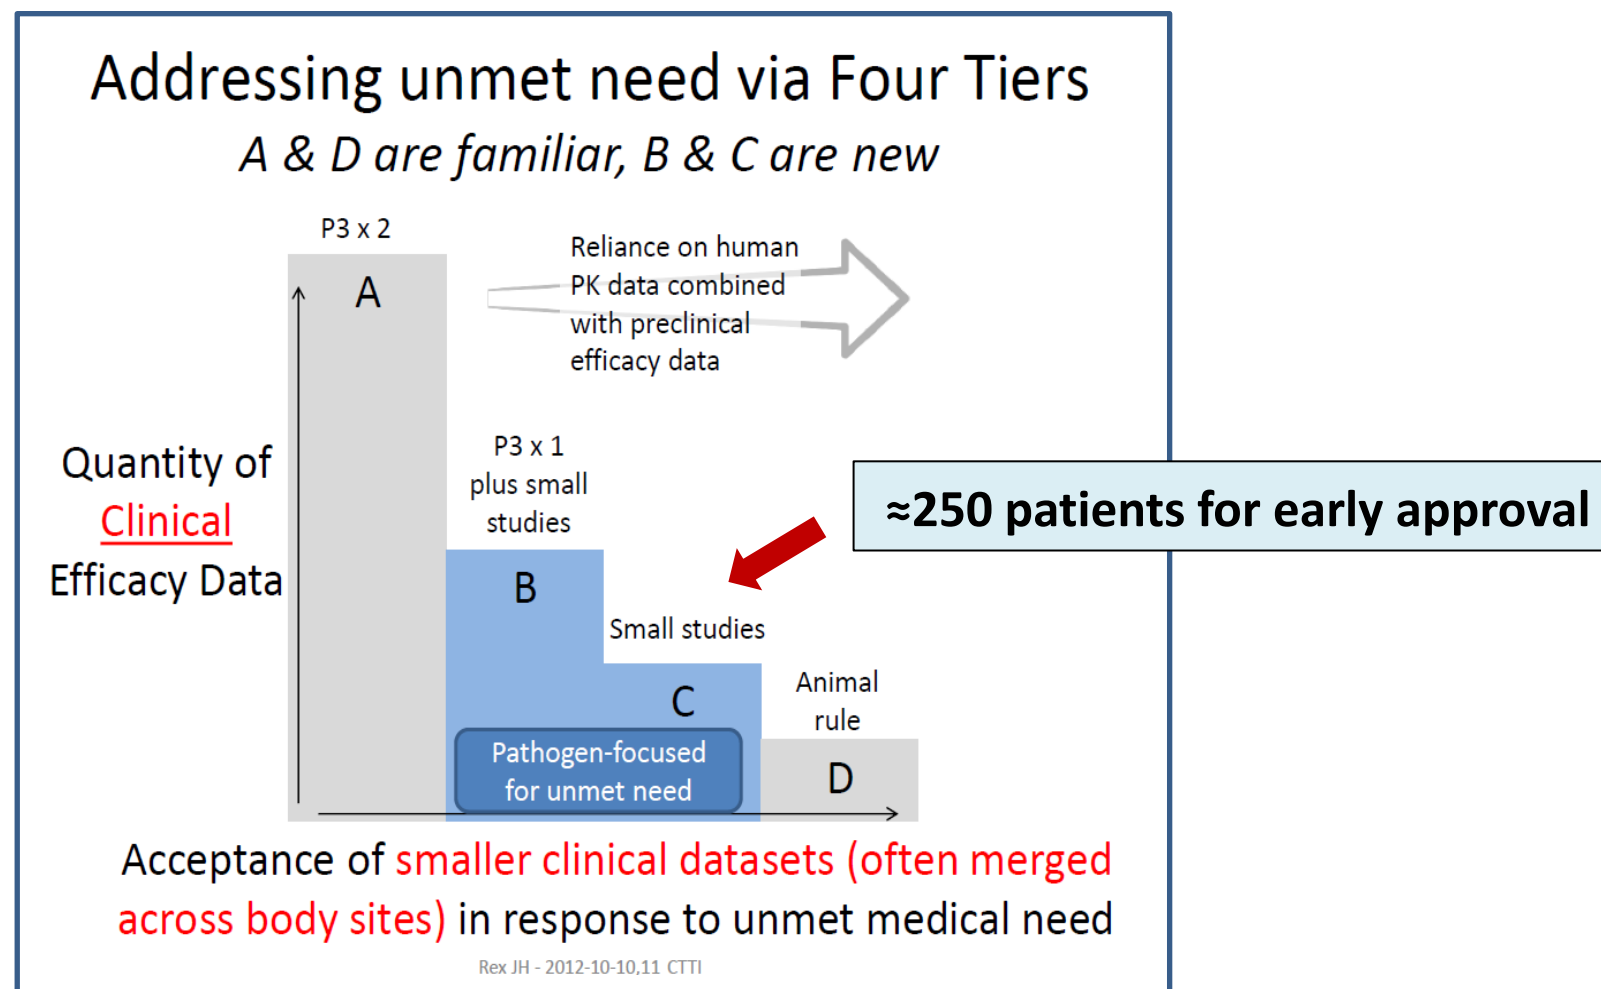 Addressing unmet need via Four Tiers
A & D are familiar, B & C are new
P3 x 2
A
Reliance on human
PK data combined
with preclinical
efficacy data
Quantity of
Clinical
Efficacy Data
P3 x 1
plus small
studies
B
≈250 patients for early approval
Small studies
C
Animal
rule
D
Pathogen-focused
for unmet need
Acceptance of smaller clinical datasets (often merged
across body sites) in response to unmet medical need
Rex JH - 2012-10-10,11 CTTI